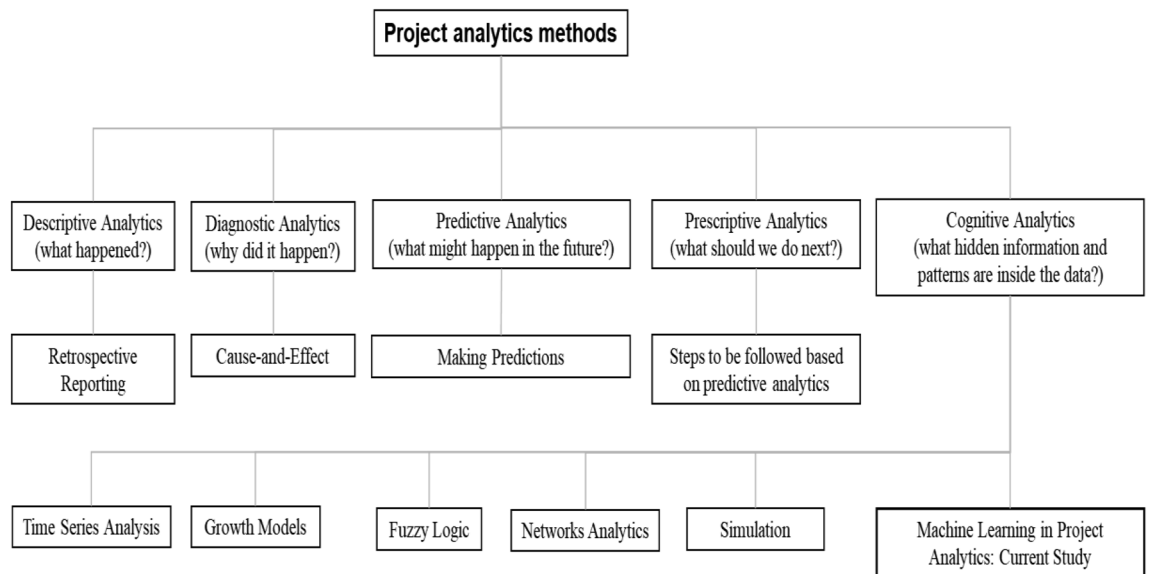 Project analytics methods
Descriptive Analytics
(what happened?)
Diagnostic Analytics
(why did it happen?)
Predictive Analytics
(what might happen in the future?)
Prescriptive Analytics
(what should we do next?)
Cognitive Analytics
(what hidden information and
patterns are inside the data?)
Retrospective
Reporting
Cause-and-Effect
Making Predictions
Steps to be followed based
on predictive analytics
Time Series Analysis
Growth Models
Fuzzy Logic
Networks Analytics
Simulation
Machine Learning in Project
Analytics: Current Study